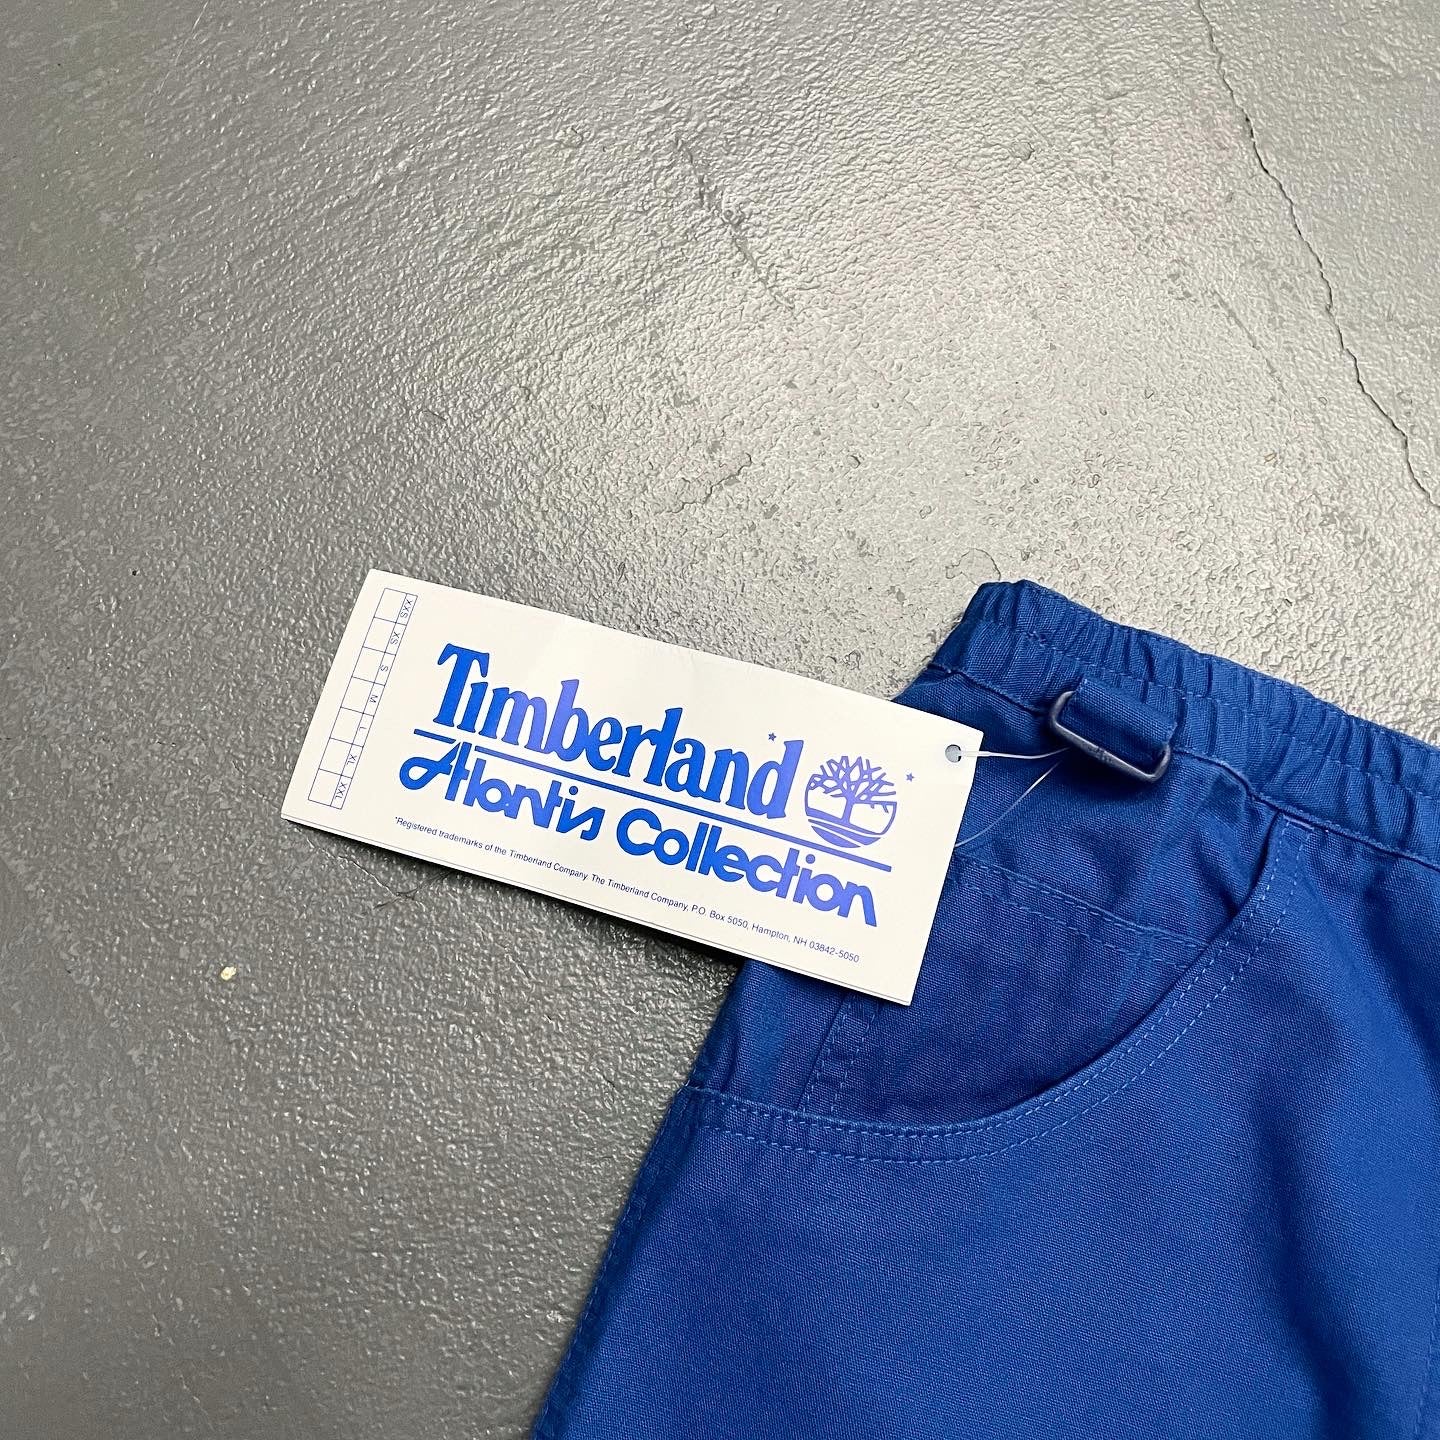 XXS XS S M L XL XXL
Timberland
Atlantis Collection
*Registered trademarks of the Timberland Company. The Timberland Company, P.O. Box 5050, Hampton, NH 03842-5050